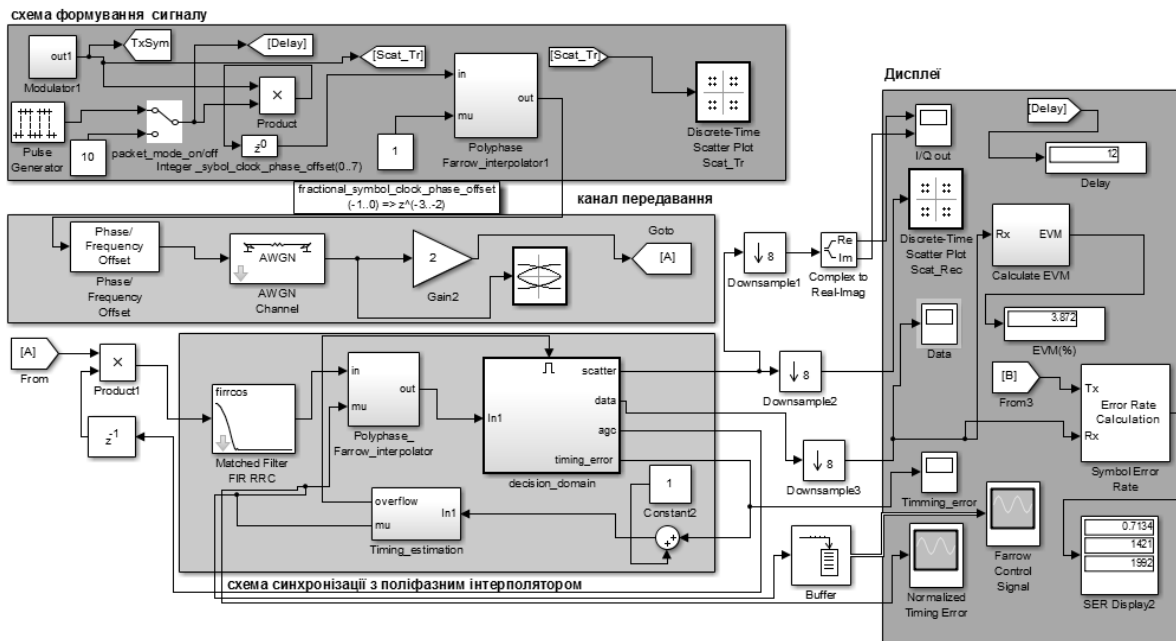 схема формування сигналу
out1
Modulator1
TxSym
[Delay]
[Scat_Tr]
Pulse
Generator
10
packet_mode_on/off
×
Product
z^0
Integer _sybol_clock_phase_offset(0..7)
1
in
mu
out
Polyphase
Farrow_interpolator1
[Scat_Tr]
Discrete-Time
Scatter Plot
Scat_Tr
fractional_symbol_clock_phase_offset
(-1..0) => z^(-3..-2)
канал передавання
Phase/
Frequency
Offset
Phase/
Frequency
Offset
AWGN
AWGN
Channel
2
Gain2
Goto
[A]
[A]
From
×
Product1
z^-1
firrcos
Matched Filter
FIR RRC
in
mu
out
Polyphase_
Farrow_interpolator
In1
scatter
data
agc
timing_error
decision_domain
overflow
mu
In1
Timing_estimation
1
Constant2
+
+
схема синхронізації з поліфазним інтерполятором
8
Downsample1
Re
Im
Complex to
Real-Imag
8
Downsample2
8
Downsample3
Buffer
Дисплеї
I/Q out
[Delay]
12
Delay
Discrete-Time
Scatter Plot
Scat_Rec
Rx
EVM
Calculate EVM
3.872
EVM(%)
Data
[B]
From3
Tx
Rx
Error Rate
Calculation
Symbol Error
Rate
Timming_error
Normalized
Timing Error
Farrow
Control
Signal
0.7134
1421
1992
SER Display2